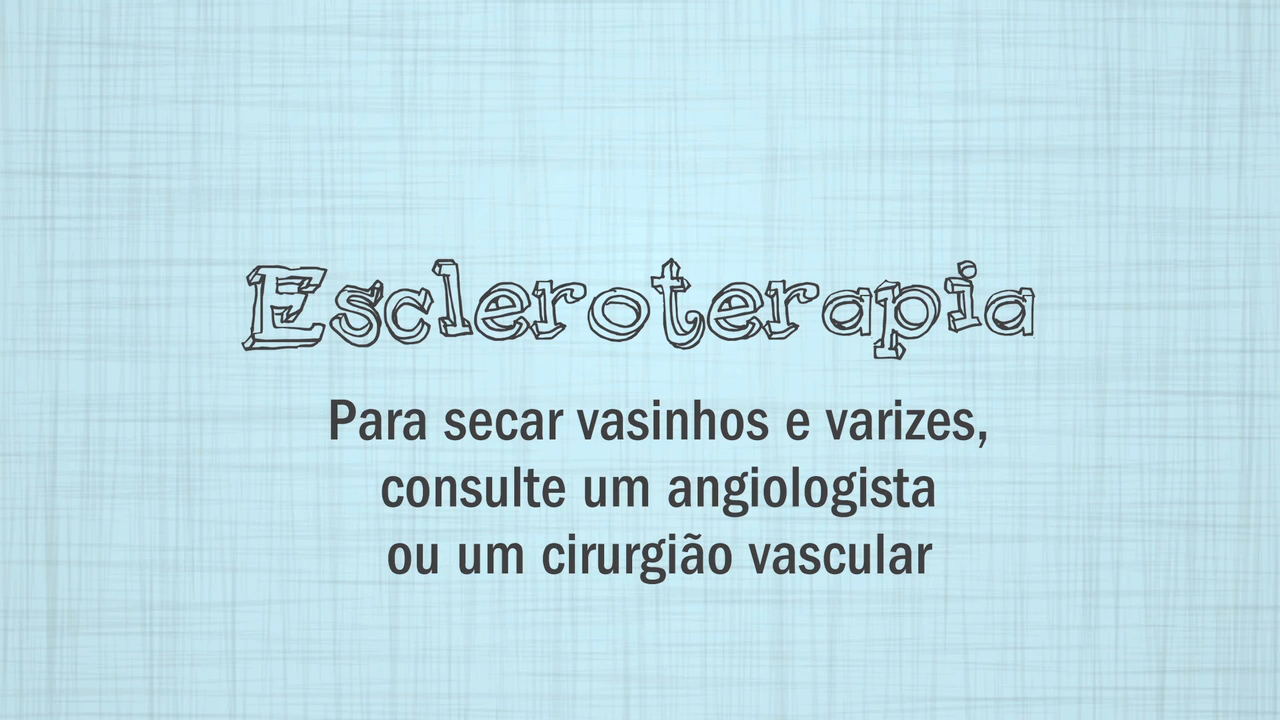 Escleroterapia
Para secar vasinhos e varizes,
consulte um angiologista
ou um cirurgião vascular